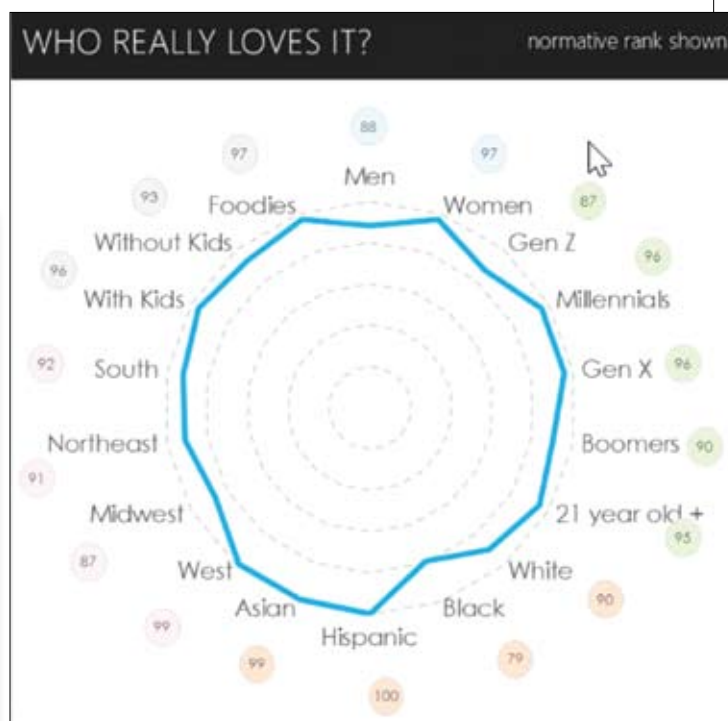 WHO REALLY LOVES IT?
normative rank shown
88
Men
97
Women
87
Gen Z
96
Millennials
96
Gen X
90
Boomers
95
21 year old +
90
White
79
Black
100
Hispanic
99
Asian
99
West
87
Midwest
91
Northeast
92
South
96
With Kids
93
Without Kids
97
Foodies